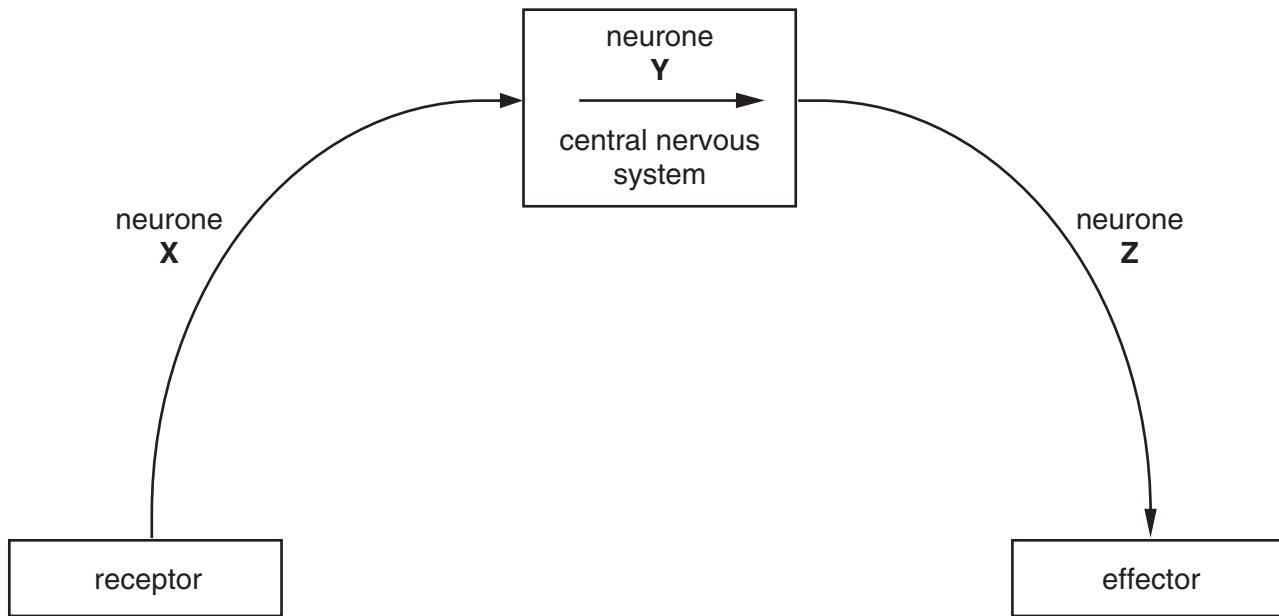 neurone
Y
central nervous
system
neurone
X
neurone
Z
receptor
effector